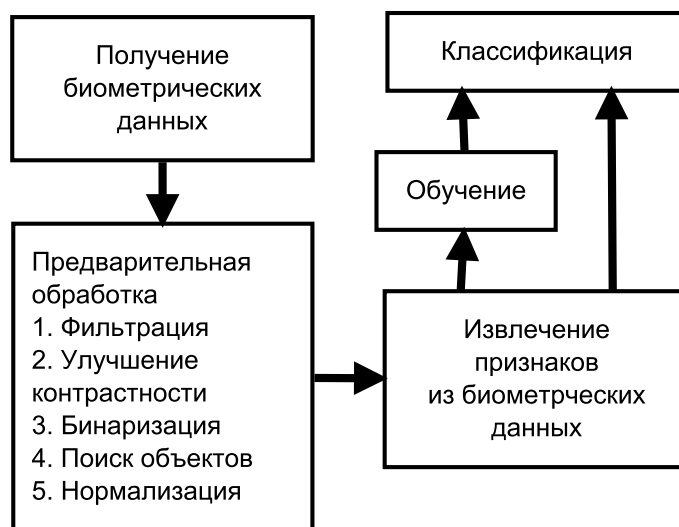 Получение
биометрических
данных
Предварительная
обработка
1. Фильтрация
2. Улучшение
контрастности
3. Бинаризация
4. Поиск объектов
5. Нормализация
Извлечение
признаков
из биометрческих
данных
Обучение
Классификация